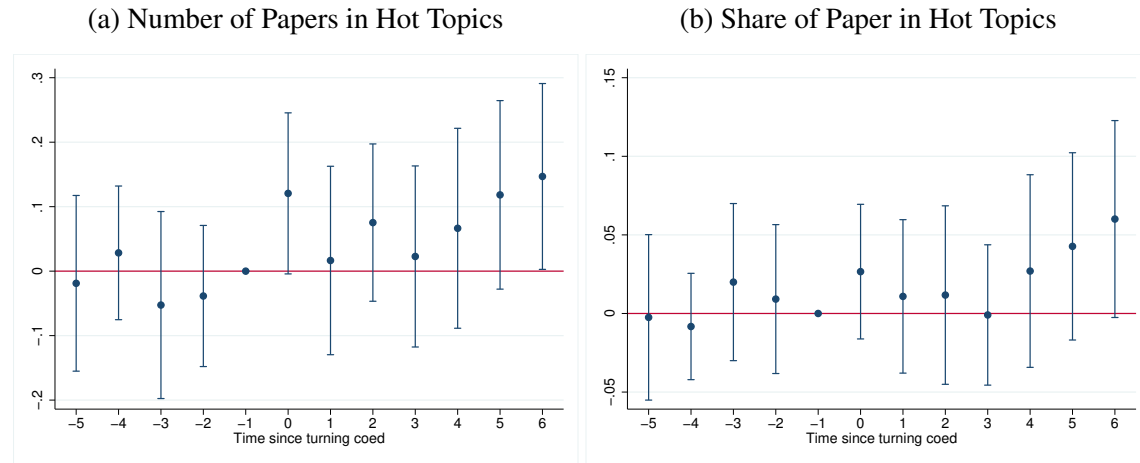 (a) Number of Papers in Hot Topics
.3
.2
.1
0
-.1
-.2
−5 −4 −3 −2 −1 0 1 2 3 4 5 6
Time since turning coed
(b) Share of Paper in Hot Topics
.15
.1
.05
0
-.05
−5 −4 −3 −2 −1 0 1 2 3 4 5 6
Time since turning coed